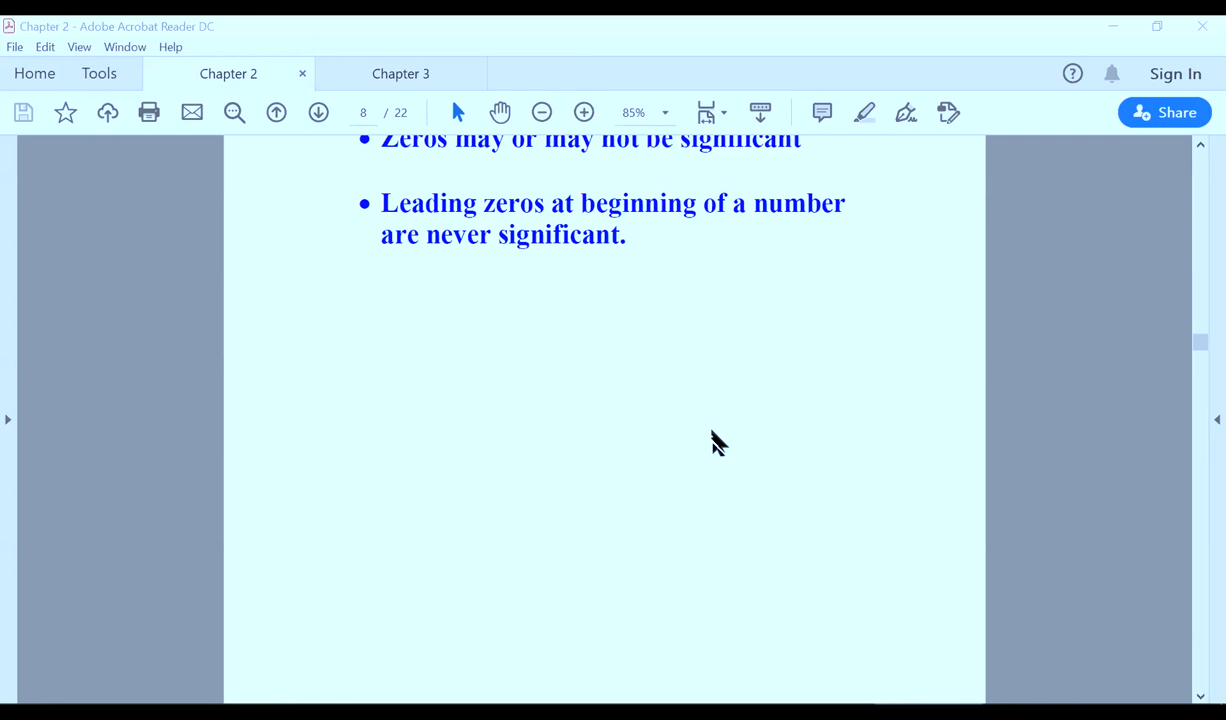 Chapter 2 - Adobe Acrobat Reader DC
File Edit View Window Help
Home Tools Chapter 2 × Chapter 3 ? Sign In
8 / 22 85% Share
• Zeros may or may not be significant
• Leading zeros at beginning of a number
are never significant.